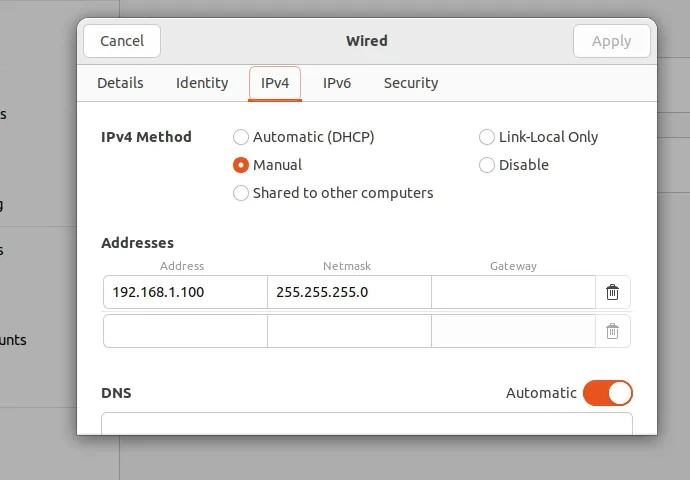 Cancel Wired Apply
Details Identity IPv4 IPv6 Security
s
IPv4 Method Automatic (DHCP) Link-Local Only
Manual Disable
Shared to other computers
g
Addresses
s
Address Netmask Gateway
192.168.1.100 255.255.255.0
unts
DNS Automatic